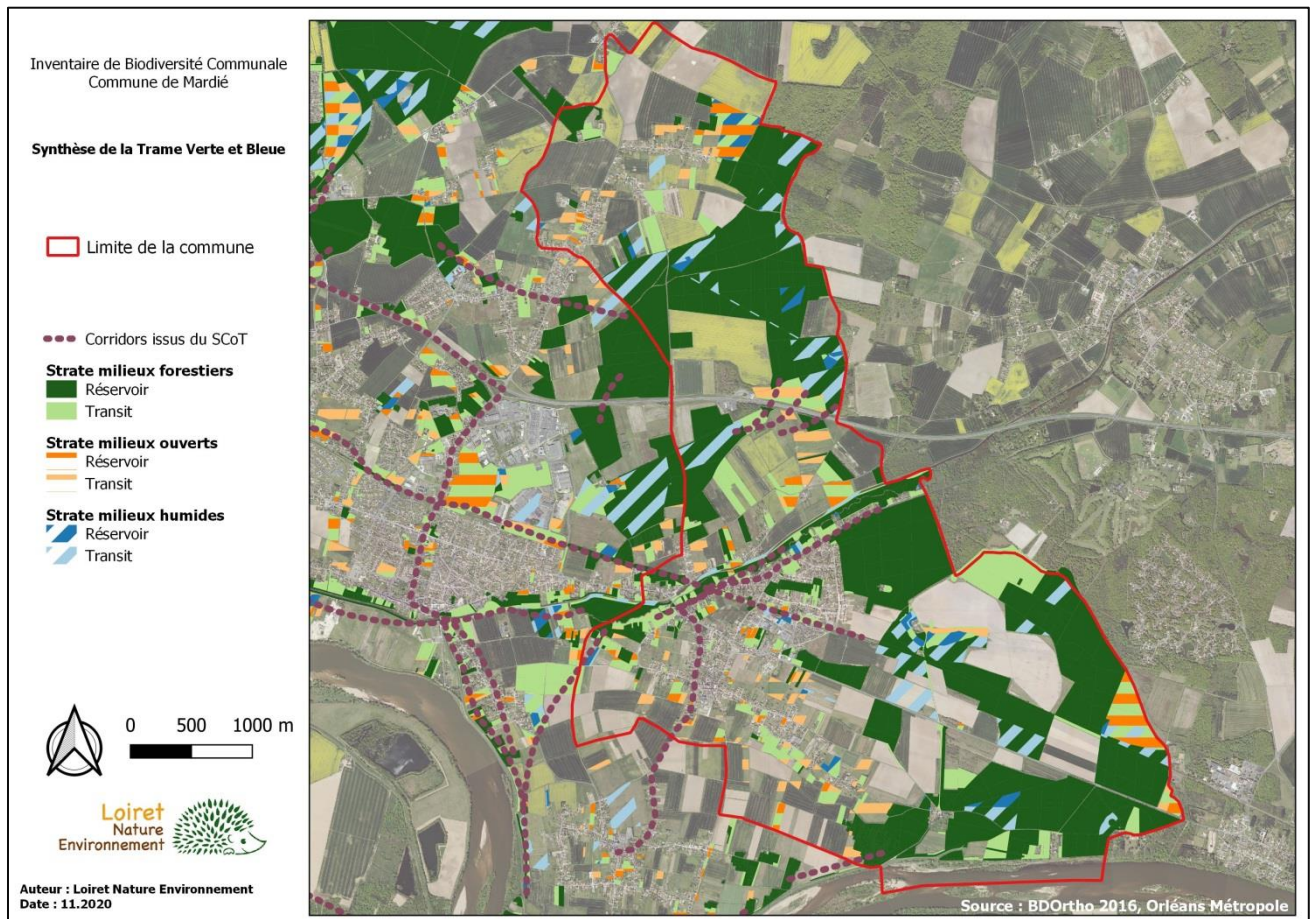 Inventaire de Biodiversité Communale
Commune de Mardié
Synthèse de la Trame Verte et Bleue
Limite de la commune
Corridors issus du SCoT
Strate milieux forestiers
Réservoir
Transit
Strate milieux ouverts
Réservoir
Transit
Strate milieux humides
Réservoir
Transit
0 500 1000 m
Loiret
Nature
Environnement
Auteur : Loiret Nature Environnement
Date : 11.2020
Source : BDOrtho 2016, Orléans Métropole